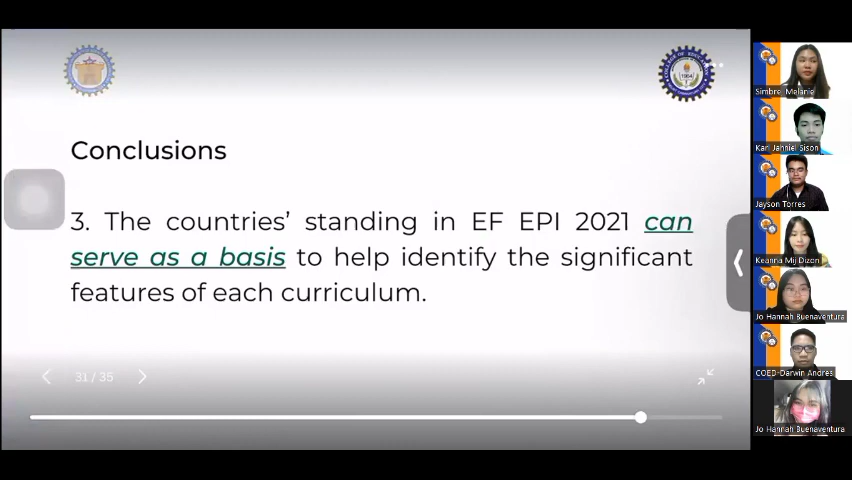 Conclusions
3. The countries’ standing in EF EPI 2021 can
serve as a basis to help identify the significant
features of each curriculum.
31 / 35
Simbre, Melanie
Karl Jahniel Sison
Jayson Torres
Keanna Mij Dizon
Jo Hannah Buenaventura
COED-Darwin Andres
Jo Hannah Buenaventura